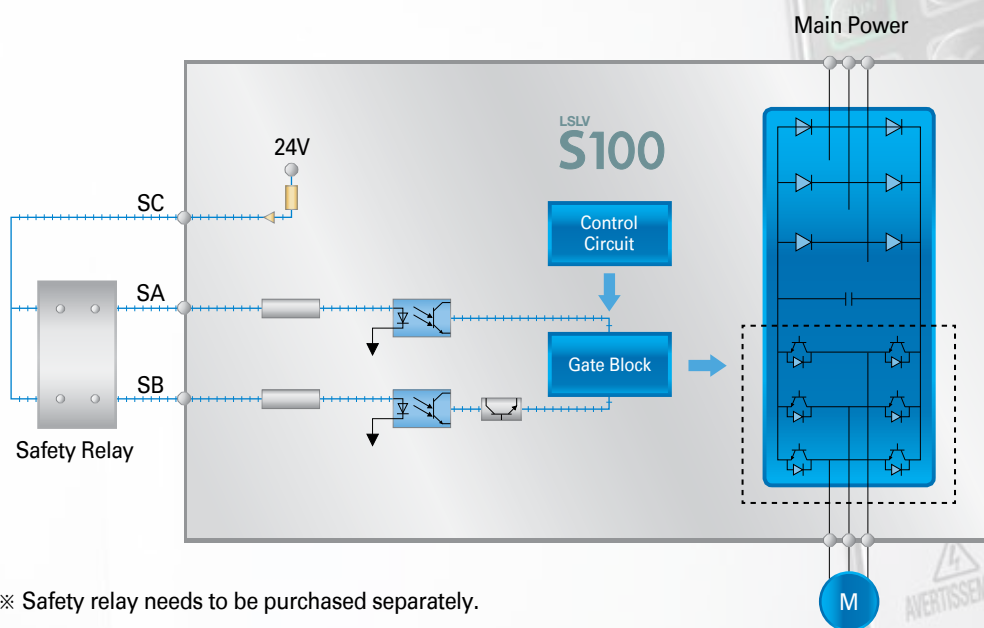 Main Power
LSLV
S100
24V
SC
Control
Circuit
SA
Gate Block
SB
Safety Relay
M
※ Safety relay needs to be purchased separately.